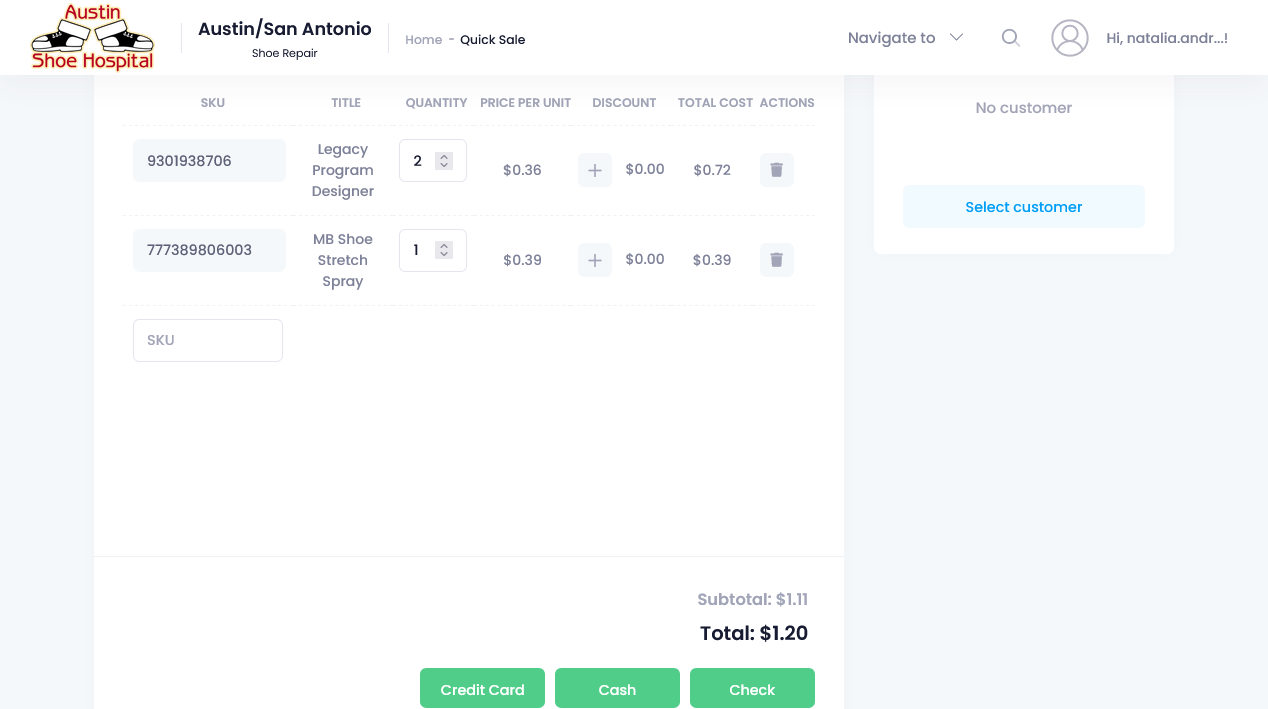 Austin
Shoe Hospital
Austin/San Antonio
Shoe Repair
Home - Quick Sale
Navigate to
Hi, natalia.andr...!
SKU TITLE QUANTITY PRICE PER UNIT DISCOUNT TOTAL COST ACTIONS
9301938706
Legacy
Program
Designer
2
$0.36
$0.00
$0.72
777389806003
MB Shoe
Stretch
Spray
1
$0.39
$0.00
$0.39
SKU
Subtotal: $1.11
Total: $1.20
Credit Card
Cash
Check
No customer
Select customer